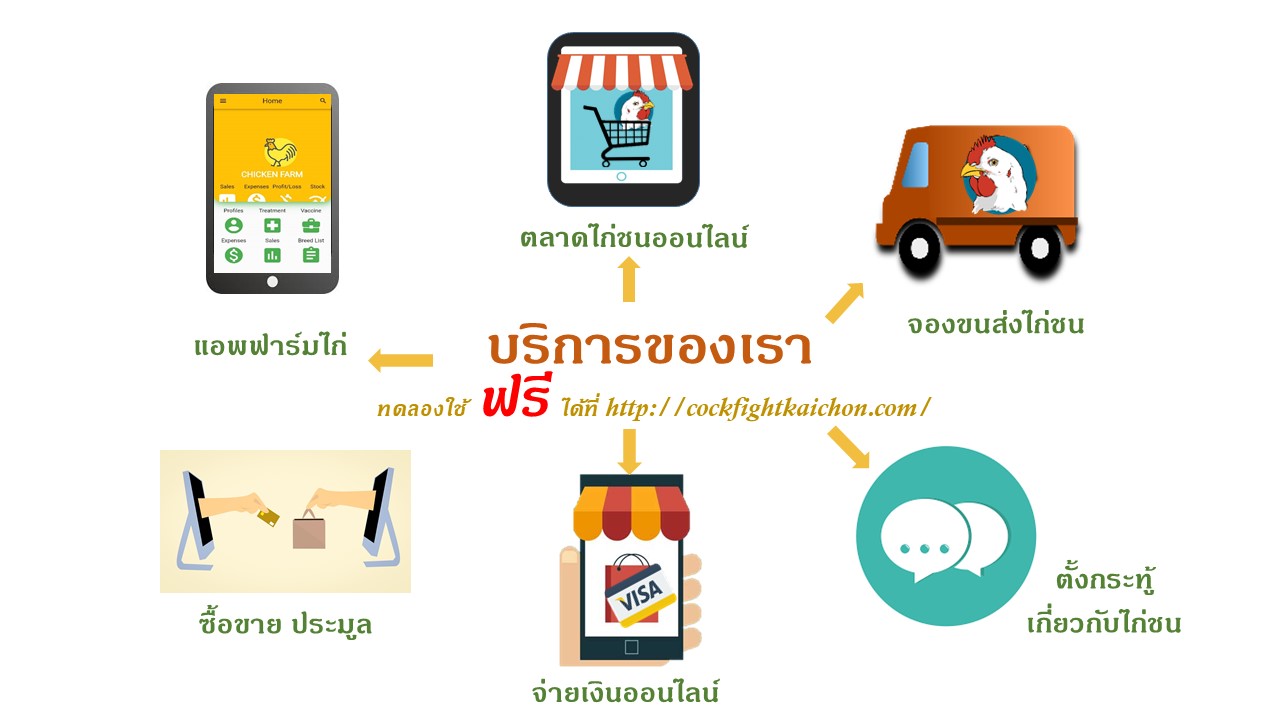 ตลาดไก่ชนออนไลน์
Home
CHICKEN FARM
Sales Expenses Profit/Loss Stock
Profiles Treatment Vaccine
Expenses Sales Breed List
แอพฟาร์มไก่
จองขนส่งไก่ชน
บริการของเรา
ทดลองใช้ ฟรี ได้ที่ http://cockfightkaichon.com/
ซื้อขาย ประมูล
VISA
จ่ายเงินออนไลน์
ตั้งกระทู้
เกี่ยวกับไก่ชน